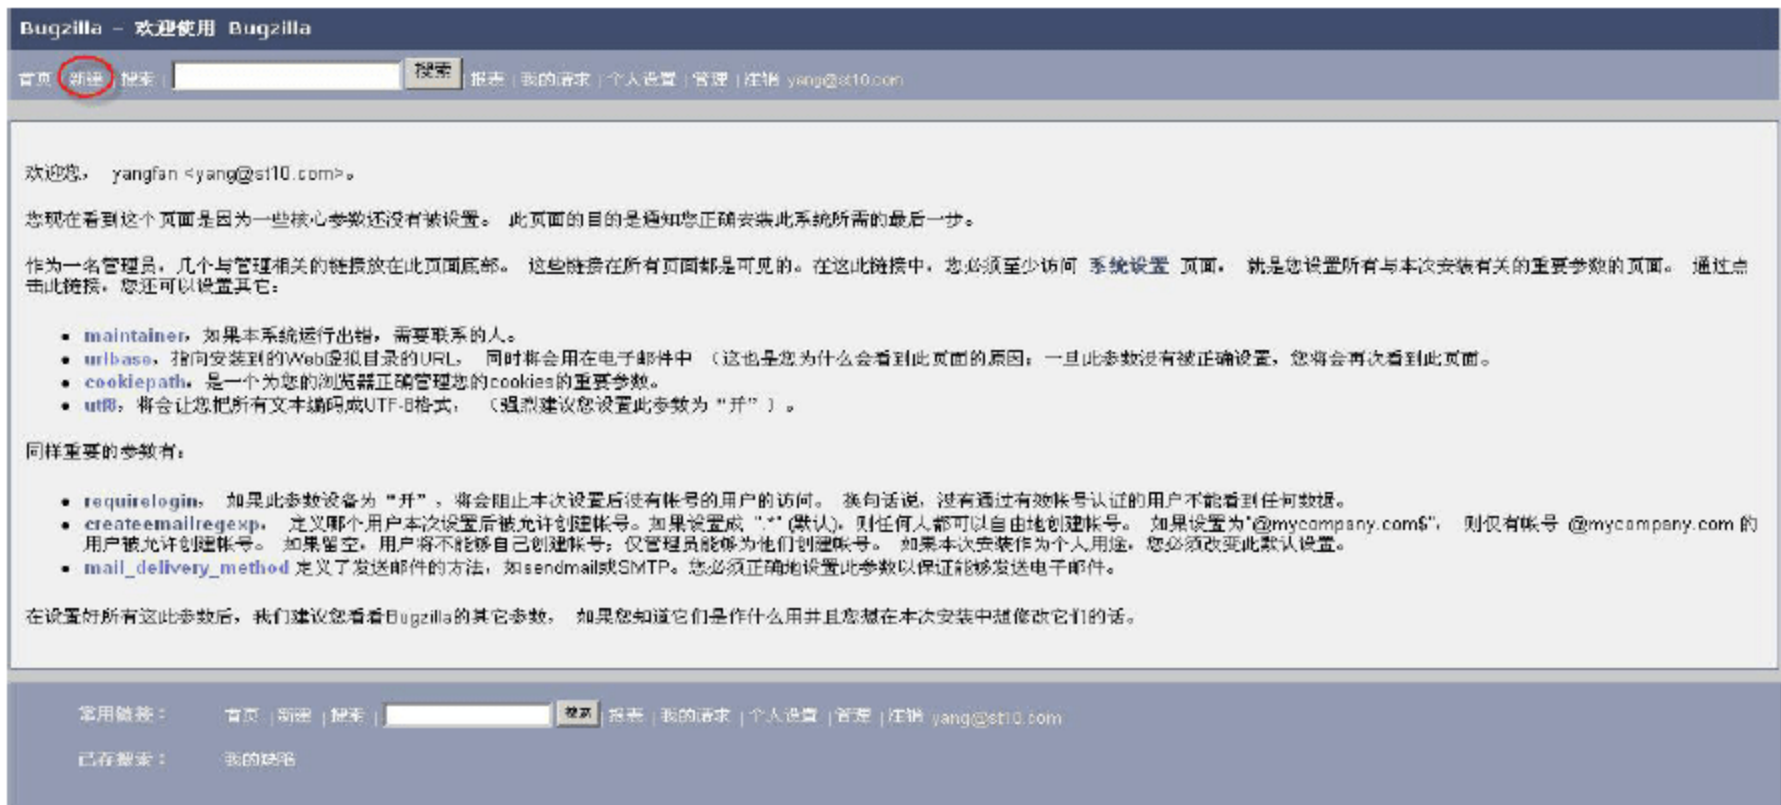 Bugzilla – 欢迎使用 Bugzilla
首页 | 新建 | 搜索 | 搜索 | 报表 | 我的请求 | 个人设置 | 管理 | 注销 yang@st10.com
欢迎您， yangfan <yang@st10.com>。
您现在看到这个页面是因为一些核心参数还没有被设置。 此页面的目的是通知您正确安装此系统所需的最后一步。
作为一名管理员，几个与管理相关的链接放在此页面底部。 这些链接在所有页面都是可见的。在这此链接中，您必须至少访问 系统设置 页面， 就是您设置所有与本次安装有关的重要参数的页面。 通过点
击此链接，您还可以设置其它：
• maintainer，如果本系统运行出错，需要联系的人。
• urlbase，指向安装到的Web虚拟目录的URL， 同时将会用在电子邮件中 （这也是您为什么会看到此页面的原因；一旦此参数没有被正确设置，您将会再次看到此页面。
• cookiepath，是一个为您的浏览器正确管理您的cookies的重要参数。
• utf8，将会让您把所有文本编码成UTF-8格式， （强烈建议您设置此参数为“开”）。
同样重要的参数有：
• requirelogin， 如果此参数设备为“开”，将会阻止本次设置后没有帐号的用户的访问。 换句话说，没有通过有效帐号认证的用户不能看到任何数据。
• createemailregexp， 定义哪个用户本次设置后被允许创建帐号。如果设置成 ".*" (默认)，则任何人都可以自由地创建帐号。 如果设置为"@mycompany.com$"， 则仅有帐号 @mycompany.com 的
用户被允许创建帐号。 如果留空，用户将不能够自己创建帐号；仅管理员能够为他们创建帐号。 如果本次安装作为个人用途，您必须改变此默认设置。
• mail_delivery_method 定义了发送邮件的方法，如sendmail或SMTP。您必须正确地设置此参数以保证能够发送电子邮件。
在设置好所有这此参数后，我们建议您看看Bugzilla的其它参数， 如果您知道它们是作什么用并且您想在本次安装中想修改它们的话。
常用链接： 首页 | 新建 | 搜索 | 搜索 | 报表 | 我的请求 | 个人设置 | 管理 | 注销 yang@st10.com
已存搜索： 我的缺陷